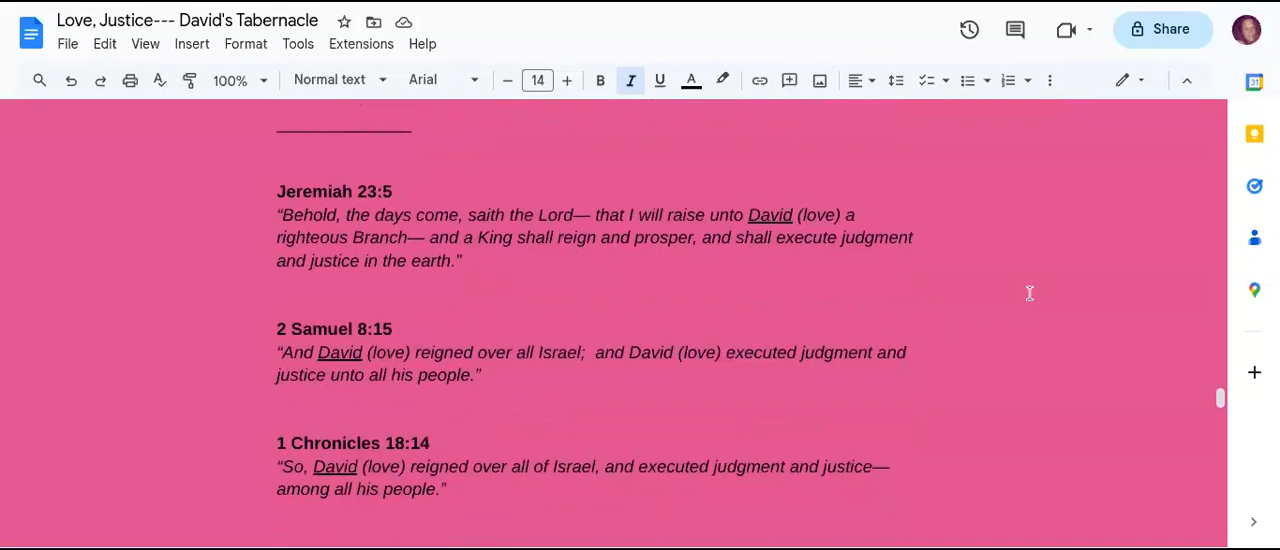 Love, Justice--- David's Tabernacle
File Edit View Insert Format Tools Extensions Help
Share
100% Normal text Arial 14 B I U A
Jeremiah 23:5
“Behold, the days come, saith the Lord— that I will raise unto David (love) a
righteous Branch— and a King shall reign and prosper, and shall execute judgment
and justice in the earth.”
2 Samuel 8:15
“And David (love) reigned over all Israel;  and David (love) executed judgment and
justice unto all his people.”
1 Chronicles 18:14
“So, David (love) reigned over all of Israel, and executed judgment and justice—
among all his people.”